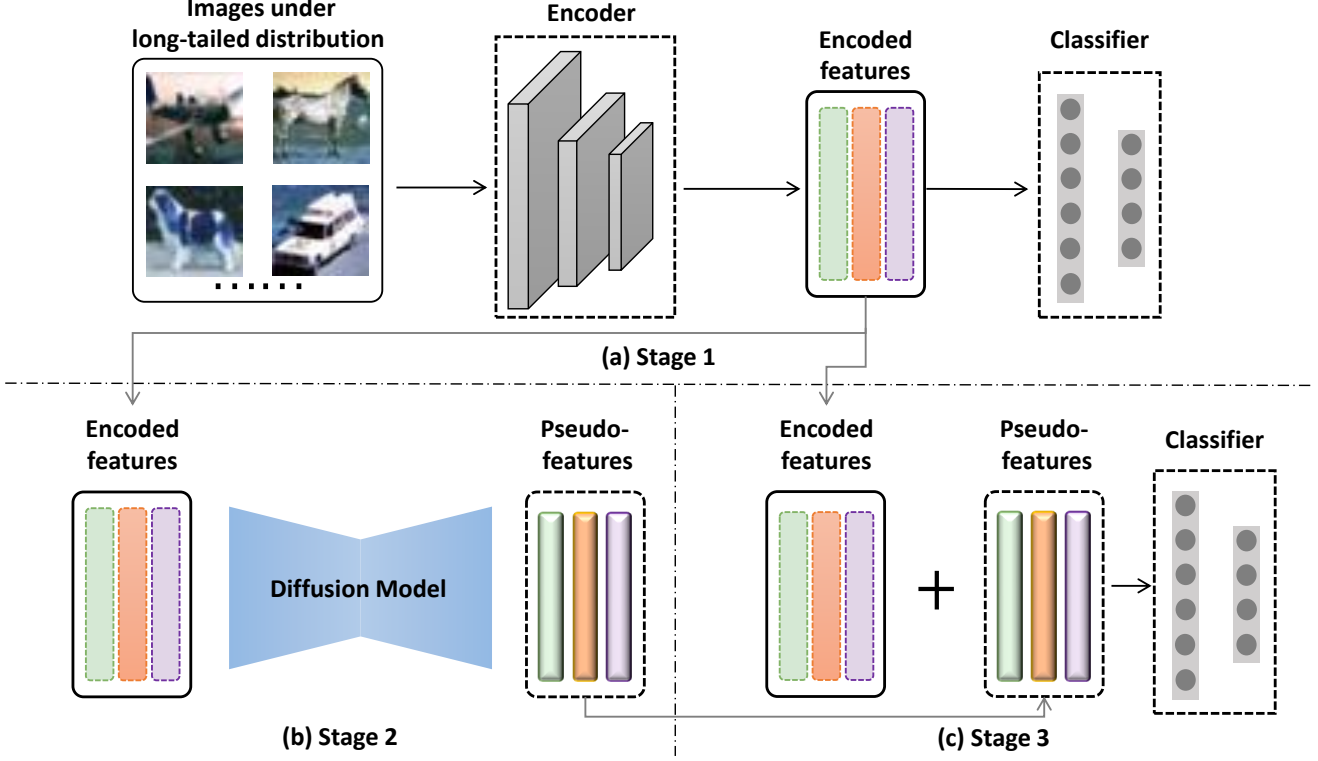 Images under
long-tailed distribution
Encoder
Encoded
features
Classifier
......
(a) Stage 1
Encoded
features
Diffusion Model
Pseudo-
features
(b) Stage 2
Encoded
features
+
Pseudo-
features
Classifier
(c) Stage 3